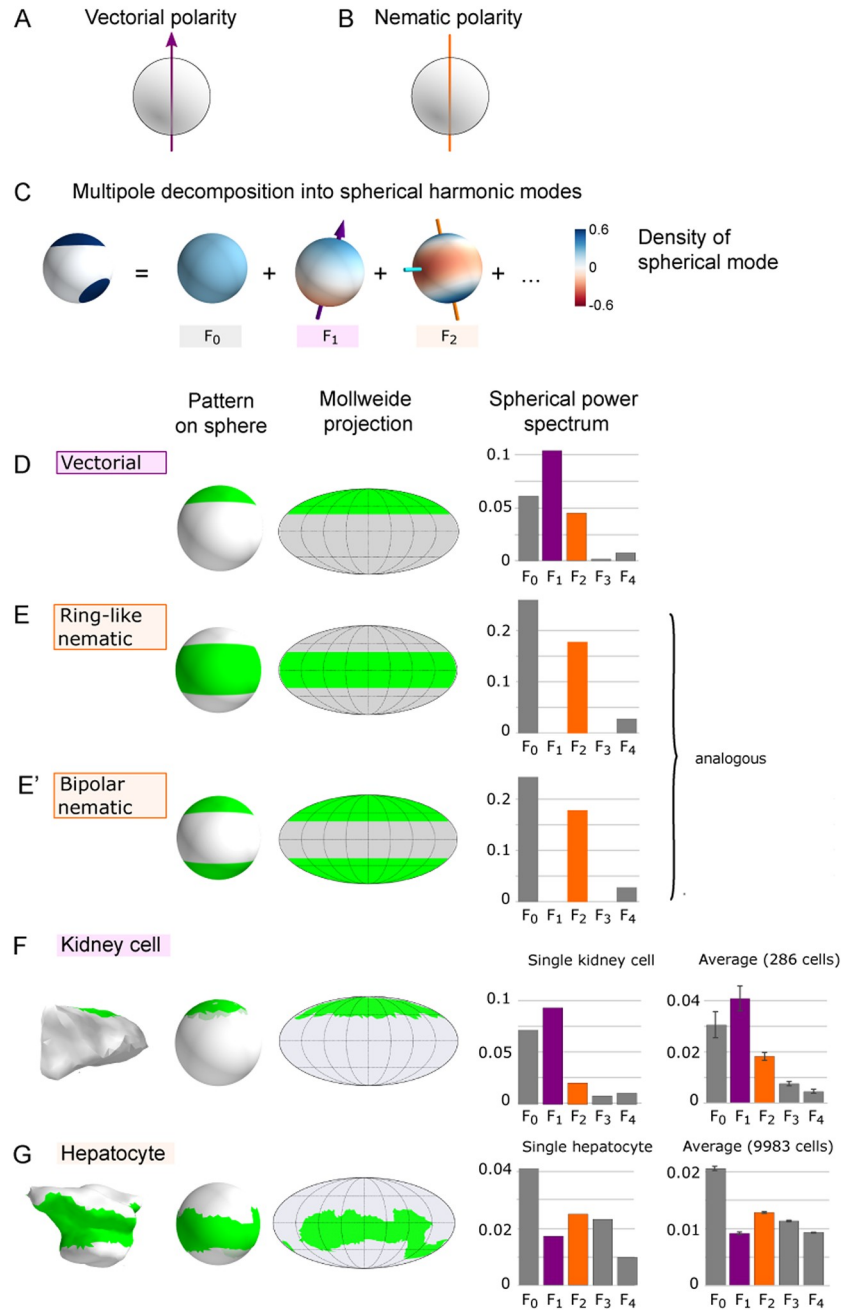 A
Vectorial polarity
B
Nematic polarity
C
Multipole decomposition into spherical harmonic modes
=
+
+
+
...
0.6
0
-0.6
Density of
spherical mode
F0
F1
F2
Pattern
on sphere
Mollweide
projection
Spherical power
spectrum
D
Vectorial
0.1
0.05
0
F0 F1 F2 F3 F4
E
Ring-like
nematic
0.2
0.1
0
F0 F1 F2 F3 F4
analogous
E'
Bipolar
nematic
0.2
0.1
0
F0 F1 F2 F3 F4
F
Kidney cell
Single kidney cell
0.1
0.05
0
F0 F1 F2 F3 F4
Average (286 cells)
0.04
0.02
0
F0 F1 F2 F3 F4
G
Hepatocyte
Single hepatocyte
0.04
0.02
0
F0 F1 F2 F3 F4
Average (9983 cells)
0.02
0.01
0
F0 F1 F2 F3 F4